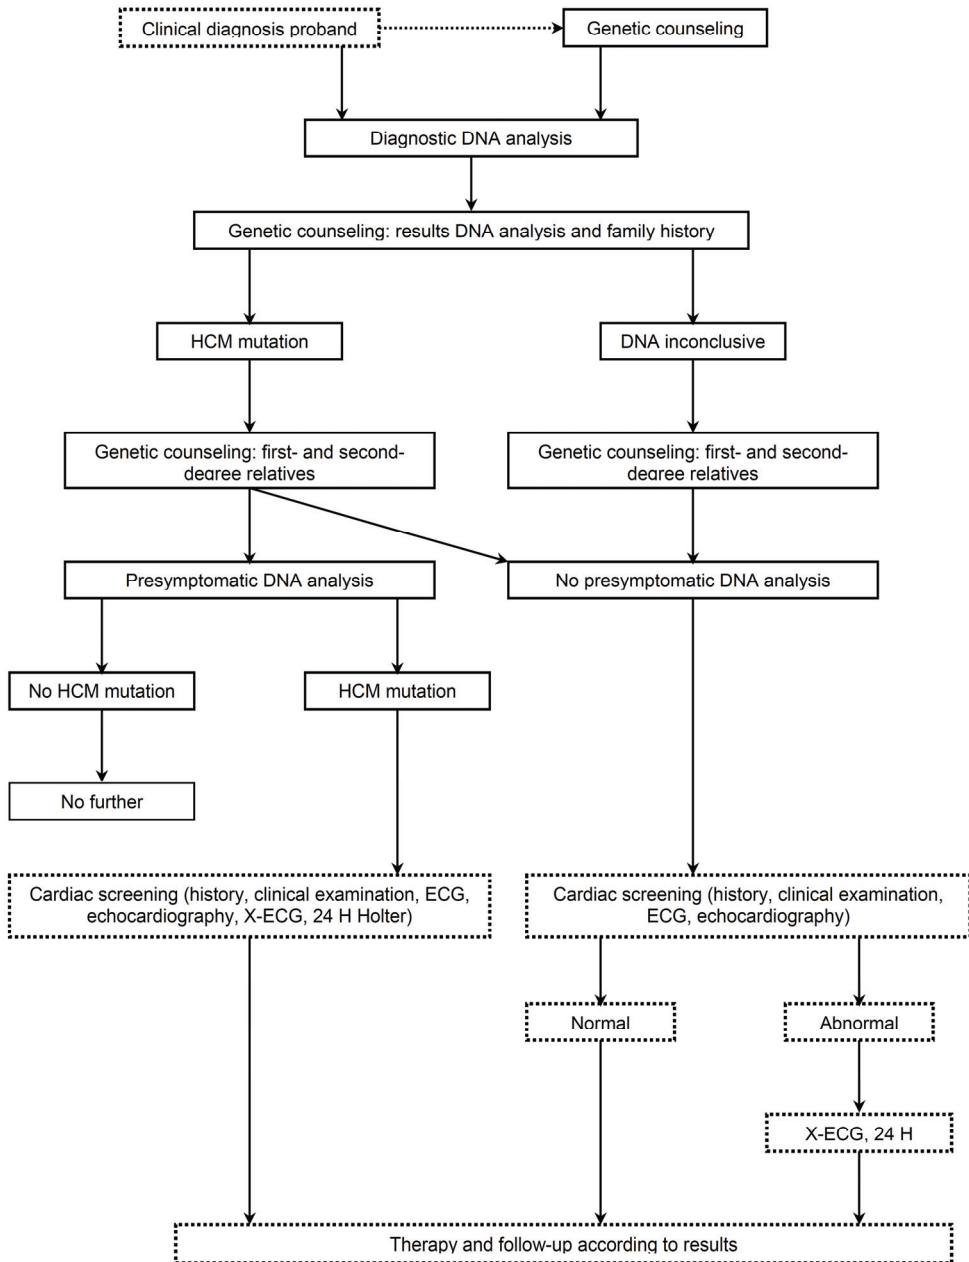 Clinical diagnosis proband
Genetic counseling
Diagnostic DNA analysis
Genetic counseling: results DNA analysis and family history
HCM mutation
DNA inconclusive
Genetic counseling: first- and second-
degree relatives
Genetic counseling: first- and second-
degree relatives
Presymptomatic DNA analysis
No presymptomatic DNA analysis
No HCM mutation
HCM mutation
No further
Cardiac screening (history, clinical examination, ECG,
echocardiography, X-ECG, 24 H Holter)
Cardiac screening (history, clinical examination,
ECG, echocardiography)
Normal
Abnormal
X-ECG, 24 H
Therapy and follow-up according to results